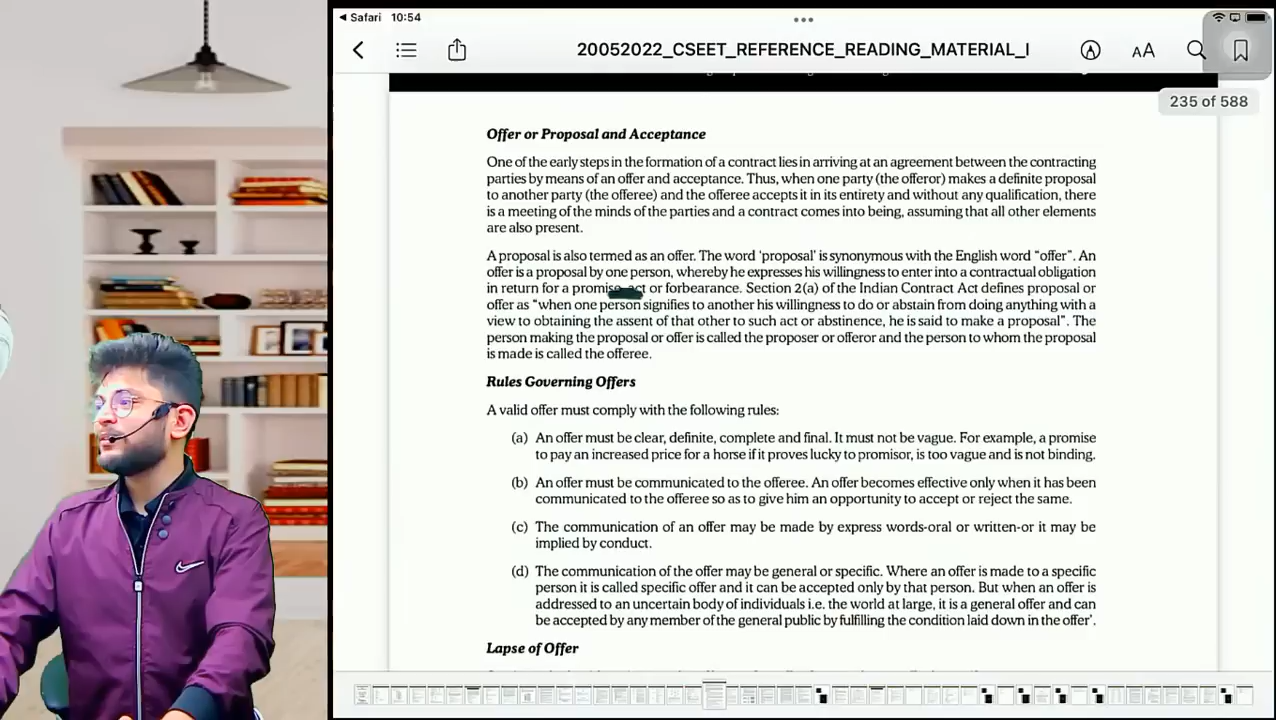 Safari 10:54
20052022_CSEET_REFERENCE_READING_MATERIAL_I
AA
235 of 588
Offer or Proposal and Acceptance
One of the early steps in the formation of a contract lies in arriving at an agreement between the contracting
parties by means of an offer and acceptance. Thus, when one party (the offeror) makes a definite proposal
to another party (the offeree) and the offeree accepts it in its entirety and without any qualification, there
is a meeting of the minds of the parties and a contract comes into being, assuming that all other elements
are also present.
A proposal is also termed as an offer. The word ‘proposal’ is synonymous with the English word “offer”. An
offer is a proposal by one person, whereby he expresses his willingness to enter into a contractual obligation
in return for a promise, act or forbearance. Section 2(a) of the Indian Contract Act defines proposal or
offer as “when one person signifies to another his willingness to do or abstain from doing anything with a
view to obtaining the assent of that other to such act or abstinence, he is said to make a proposal”. The
person making the proposal or offer is called the proposer or offeror and the person to whom the proposal
is made is called the offeree.
Rules Governing Offers
A valid offer must comply with the following rules:
(a) An offer must be clear, definite, complete and final. It must not be vague. For example, a promise
to pay an increased price for a horse if it proves lucky to promisor, is too vague and is not binding.
(b) An offer must be communicated to the offeree. An offer becomes effective only when it has been
communicated to the offeree so as to give him an opportunity to accept or reject the same.
(c) The communication of an offer may be made by express words-oral or written-or it may be
implied by conduct.
(d) The communication of the offer may be general or specific. Where an offer is made to a specific
person it is called specific offer and it can be accepted only by that person. But when an offer is
addressed to an uncertain body of individuals i.e. the world at large, it is a general offer and can
be accepted by any member of the general public by fulfilling the condition laid down in the offer’.
Lapse of Offer